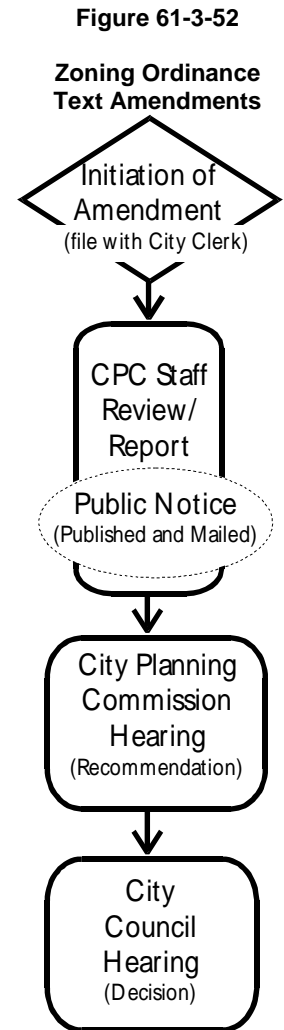 Figure 61-3-52
Zoning Ordinance
Text Amendments
Initiation of
Amendment
(file with City Clerk)
CPC Staff
Review/
Report
Public Notice
(Published and Mailed)
City Planning
Commission
Hearing
(Recommendation)
City
Council
Hearing
(Decision)